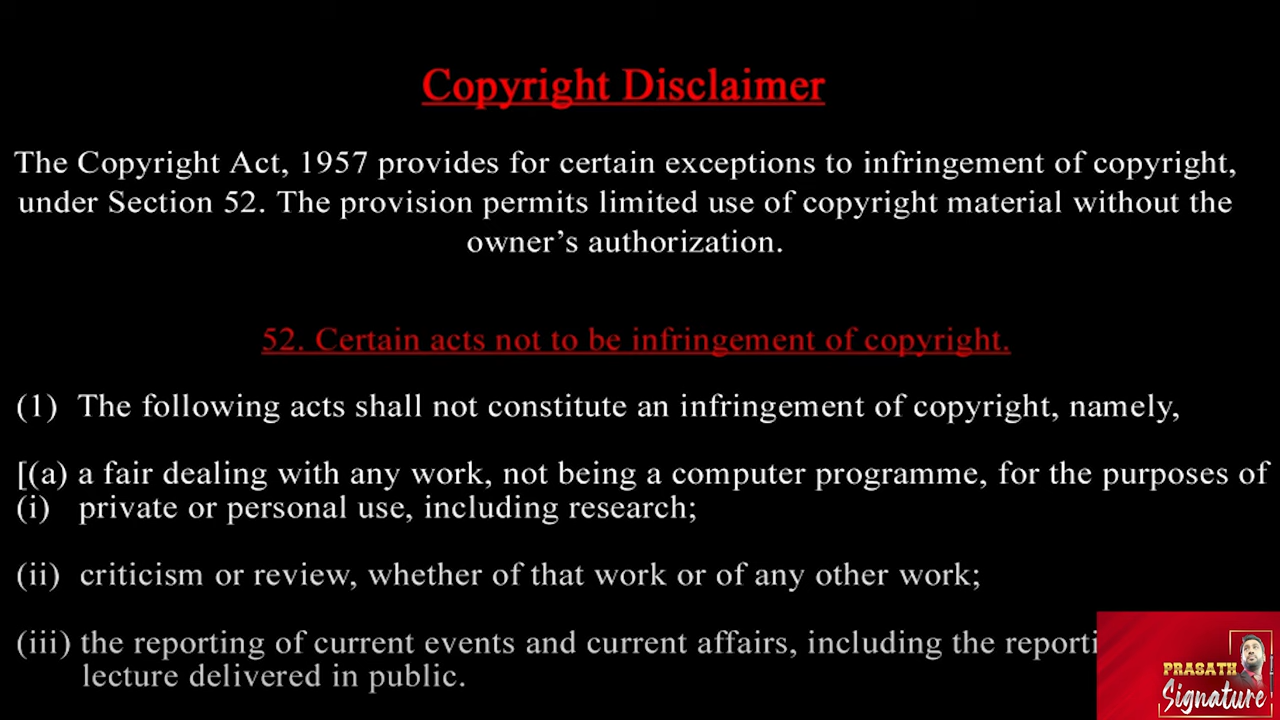 Copyright Disclaimer
The Copyright Act, 1957 provides for certain exceptions to infringement of copyright,
under Section 52. The provision permits limited use of copyright material without the
owner’s authorization.
52. Certain acts not to be infringement of copyright.
(1) The following acts shall not constitute an infringement of copyright, namely,
[(a) a fair dealing with any work, not being a computer programme, for the purposes of
(i) private or personal use, including research;
(ii) criticism or review, whether of that work or of any other work;
(iii) the reporting of current events and current affairs, including the
lecture delivered in public.
PRASATH
Signature